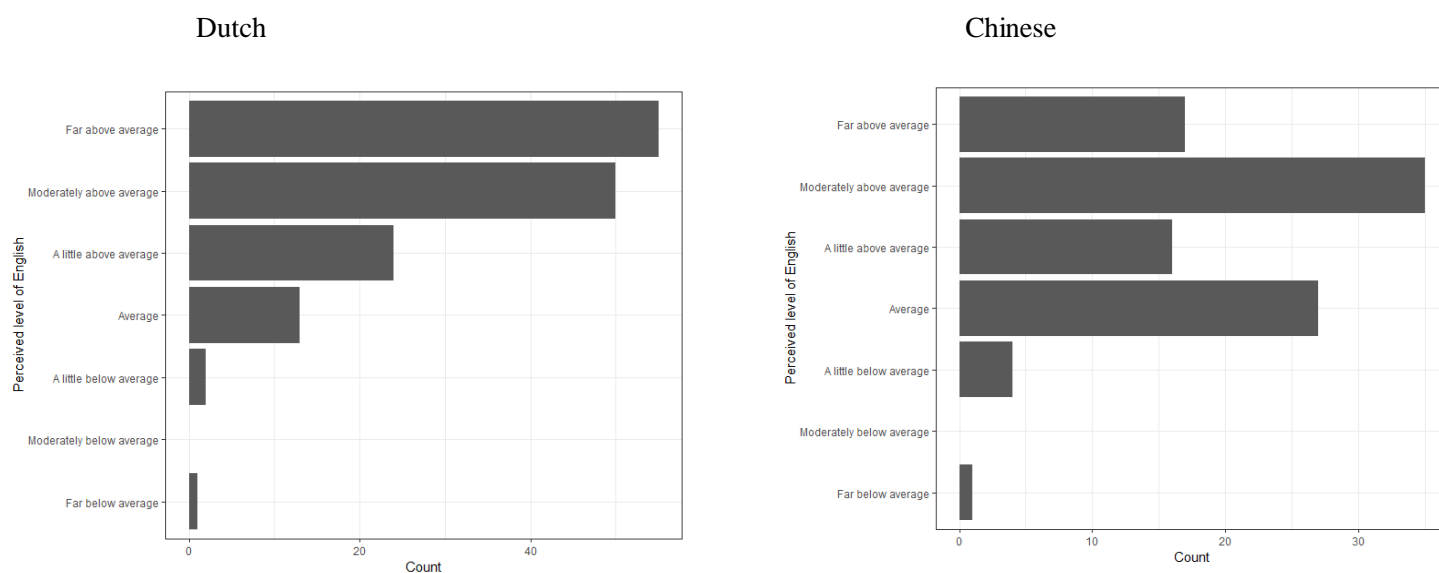 Dutch
Far above average
Moderately above average
A little above average
Average
A little below average
Moderately below average
Far below average
Perceived level of English
0 20 40
Count
Chinese
Far above average
Moderately above average
A little above average
Average
A little below average
Moderately below average
Far below average
Perceived level of English
0 10 20 30
Count